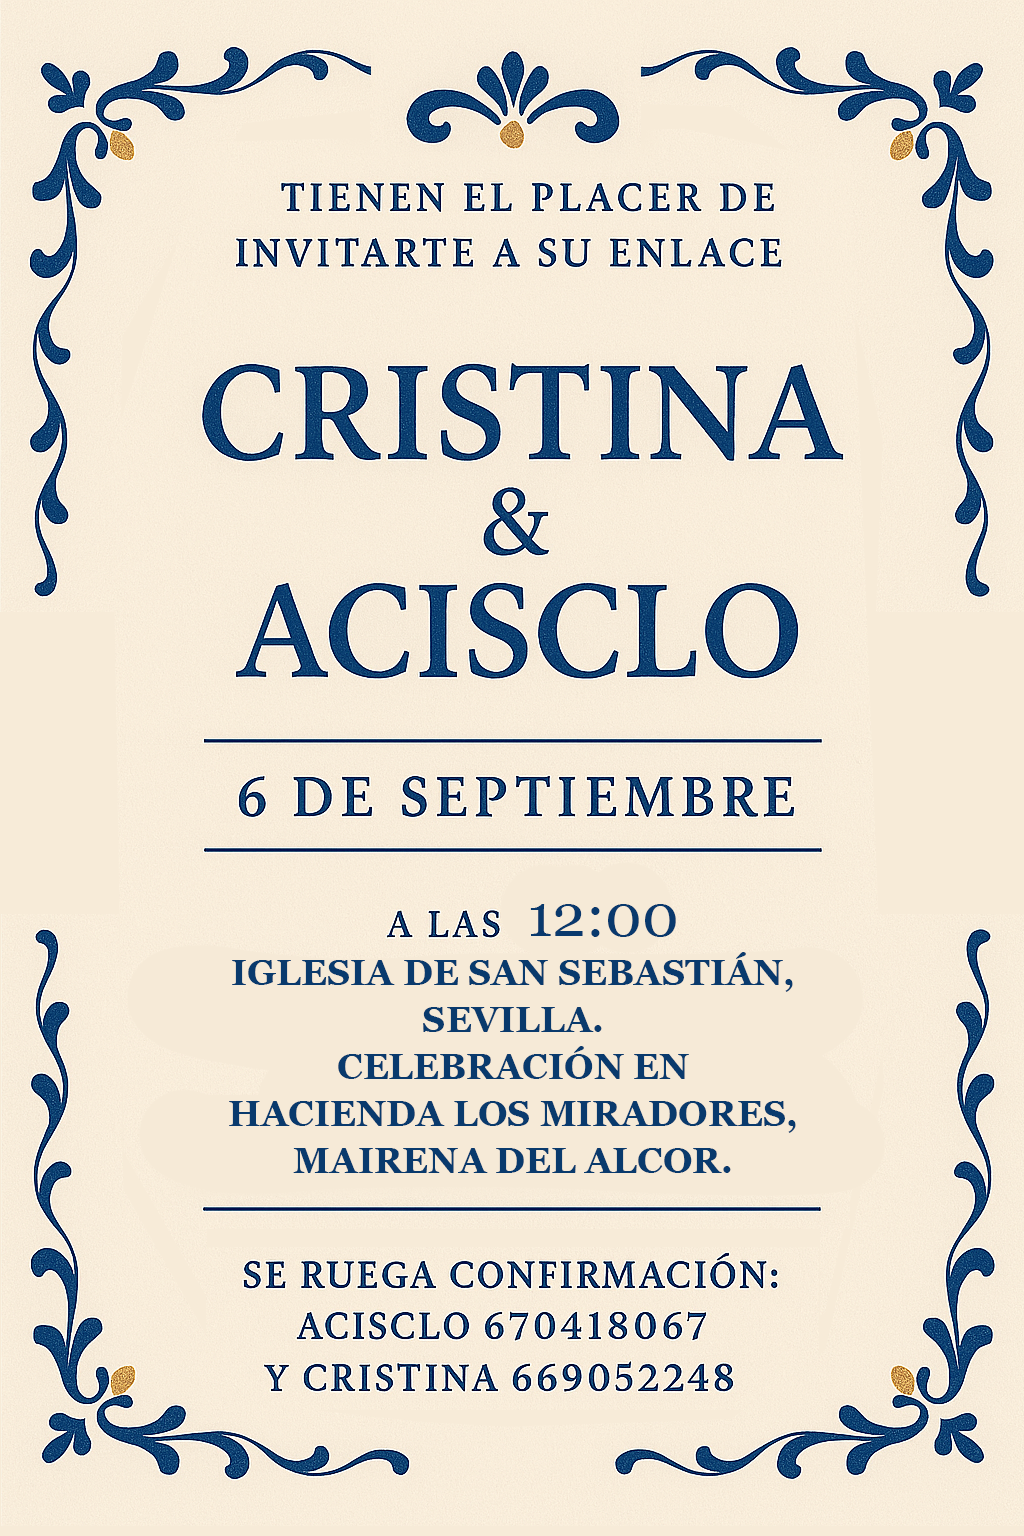 TIENEN EL PLACER DE
INVITARTE A SU ENLACE
CRISTINA
&
ACISCLO
6 DE SEPTIEMBRE
A LAS 12:00
IGLESIA DE SAN SEBASTIÁN,
SEVILLA.
CELEBRACIÓN EN
HACIENDA LOS MIRADORES,
MAIRENA DEL ALCOR.
SE RUEGA CONFIRMACIÓN:
ACISCLO 670418067
Y CRISTINA 669052248